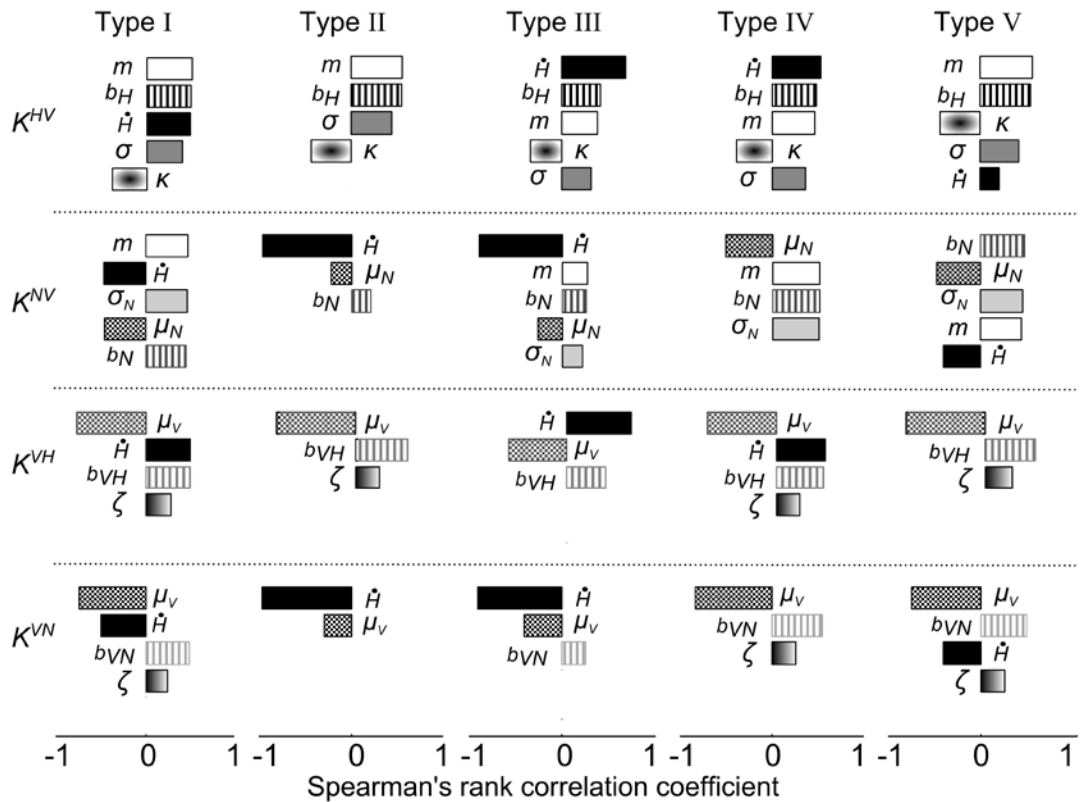 Type I Type II Type III Type IV Type V
K^HV
m m Ḣ Ḣ m
b_H b_H b_H b_H b_H
Ḣ σ m m κ
σ κ κ κ σ
κ σ σ Ḣ
K^NV
m Ḣ Ḣ μ_N b_N
Ḣ μ_N m m μ_N
σ_N b_N b_N b_N σ_N
μ_N μ_N σ_N m
b_N σ_N Ḣ
K^VH
μ_V μ_V Ḣ μ_V μ_V
Ḣ b_VH μ_V Ḣ b_VH
b_VH ζ b_VH b_VH ζ
ζ ζ
K^VN
μ_V Ḣ Ḣ μ_V μ_V
Ḣ μ_V μ_V b_VN b_VN
b_VN b_VN ζ Ḣ
ζ ζ
-1 0 1 -1 0 1 -1 0 1 -1 0 1 -1 0 1
Spearman's rank correlation coefficient